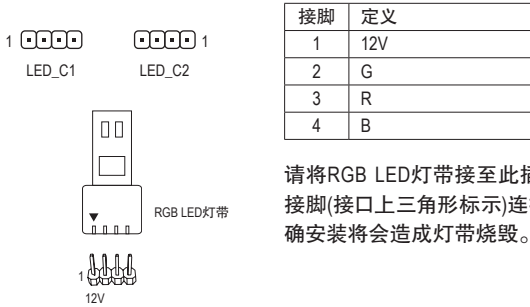 1
1
LED_C1
LED_C2
接脚 定义
1 12V
2 G
3 R
4 B
RGB LED灯带
1
12V
请将RGB LED灯带接至此
接脚(接口上三角形标示)连
确安装将会造成灯带烧毁。